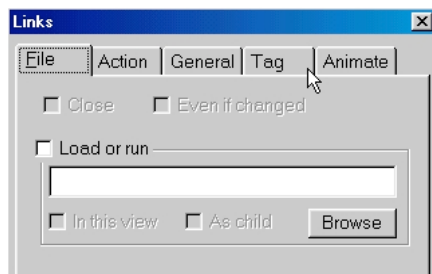 Links
File Action General Tag Animate
Close Even if changed
Load or run
In this view As child Browse